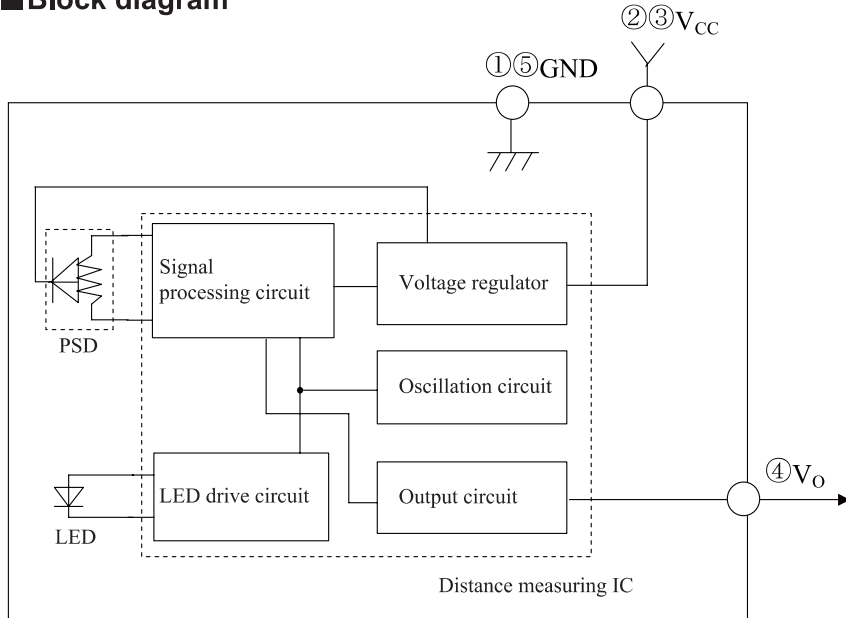 ■Block diagram
②③VCC
①⑤GND
Signal
processing circuit
Voltage regulator
PSD
Oscillation circuit
LED drive circuit
Output circuit
④VO
LED
Distance measuring IC